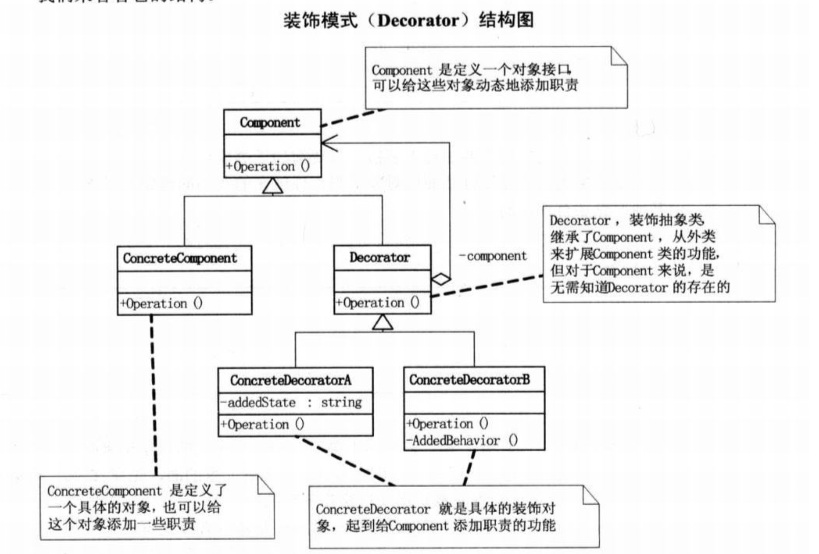 装饰模式（Decorator）结构图
Component 是定义一个对象接口,
可以给这些对象动态地添加职责
Component
+Operation ()
Decorator, 装饰抽象类,
继承了Component, 从外类
来扩展Component 类的功能,
但对于Component 来说, 是
无需知道Decorator 的存在的
ConcreteComponent
+Operation ()
Decorator
+Operation ()
-component
ConcreteDecoratorA
-addedState : string
+Operation ()
ConcreteDecoratorB
+Operation ()
-AddedBehavior ()
ConcreteComponent 是定义了
一个具体的对象, 也可以给
这个对象添加一些职责
ConcreteDecorator 就是具体的装饰对
象, 起到给Component 添加职责的功能